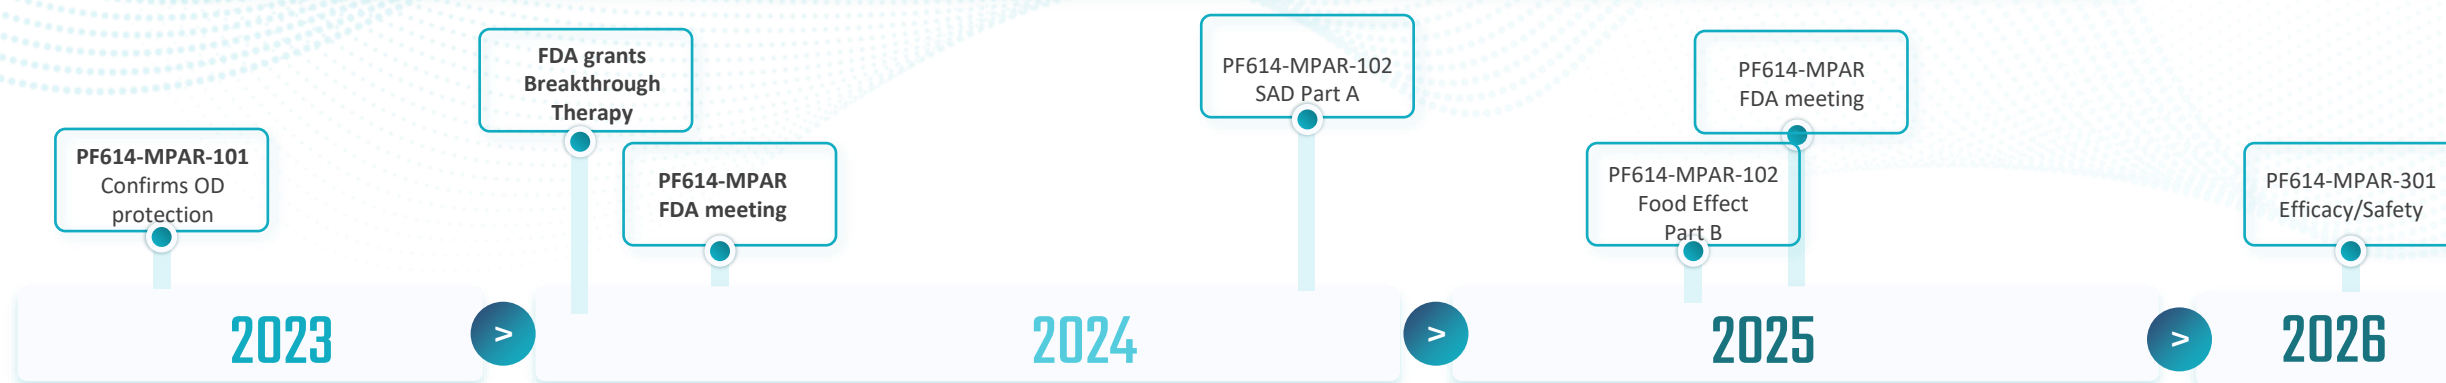 PF614-MPAR-101
Confirms OD
protection
FDA grants
Breakthrough
Therapy
PF614-MPAR
FDA meeting
PF614-MPAR-102
SAD Part A
PF614-MPAR-102
Food Effect
Part B
PF614-MPAR
FDA meeting
PF614-MPAR-301
Efficacy/Safety
2023
>
2024
>
2025
>
2026